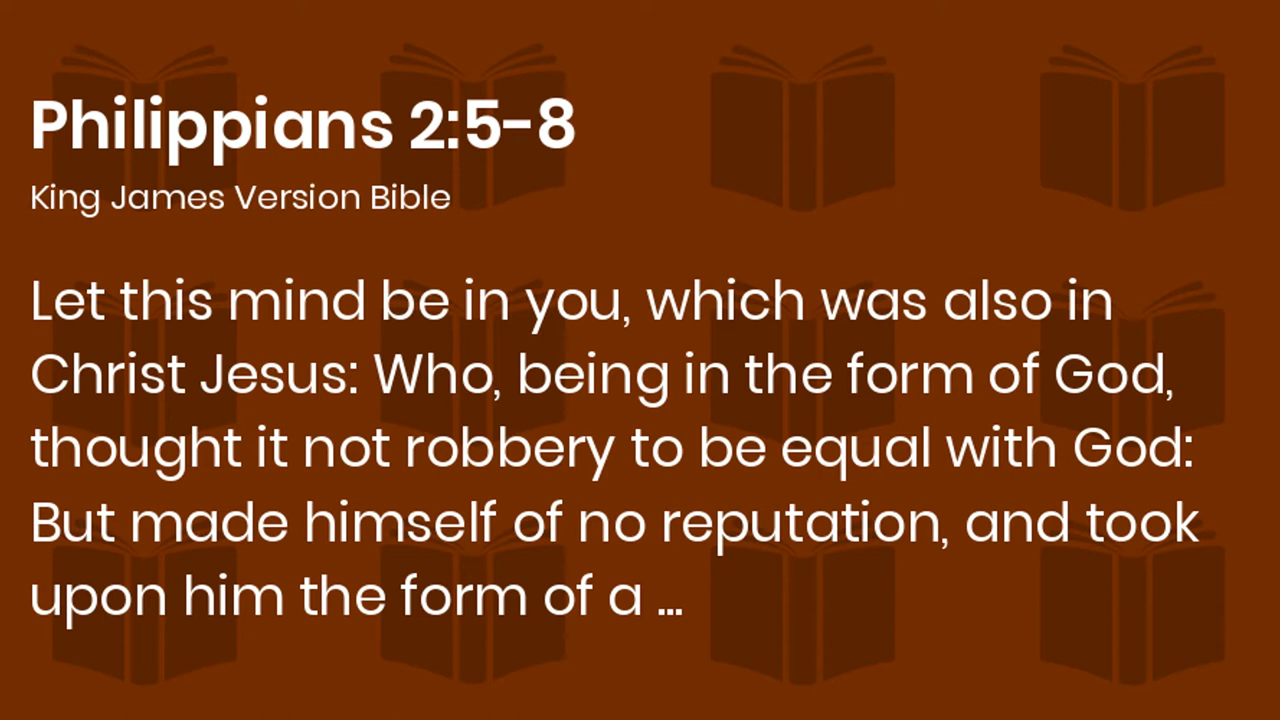 Philippians 2:5-8
King James Version Bible
Let this mind be in you, which was also in
Christ Jesus: Who, being in the form of God,
thought it not robbery to be equal with God:
But made himself of no reputation, and took
upon him the form of a ...